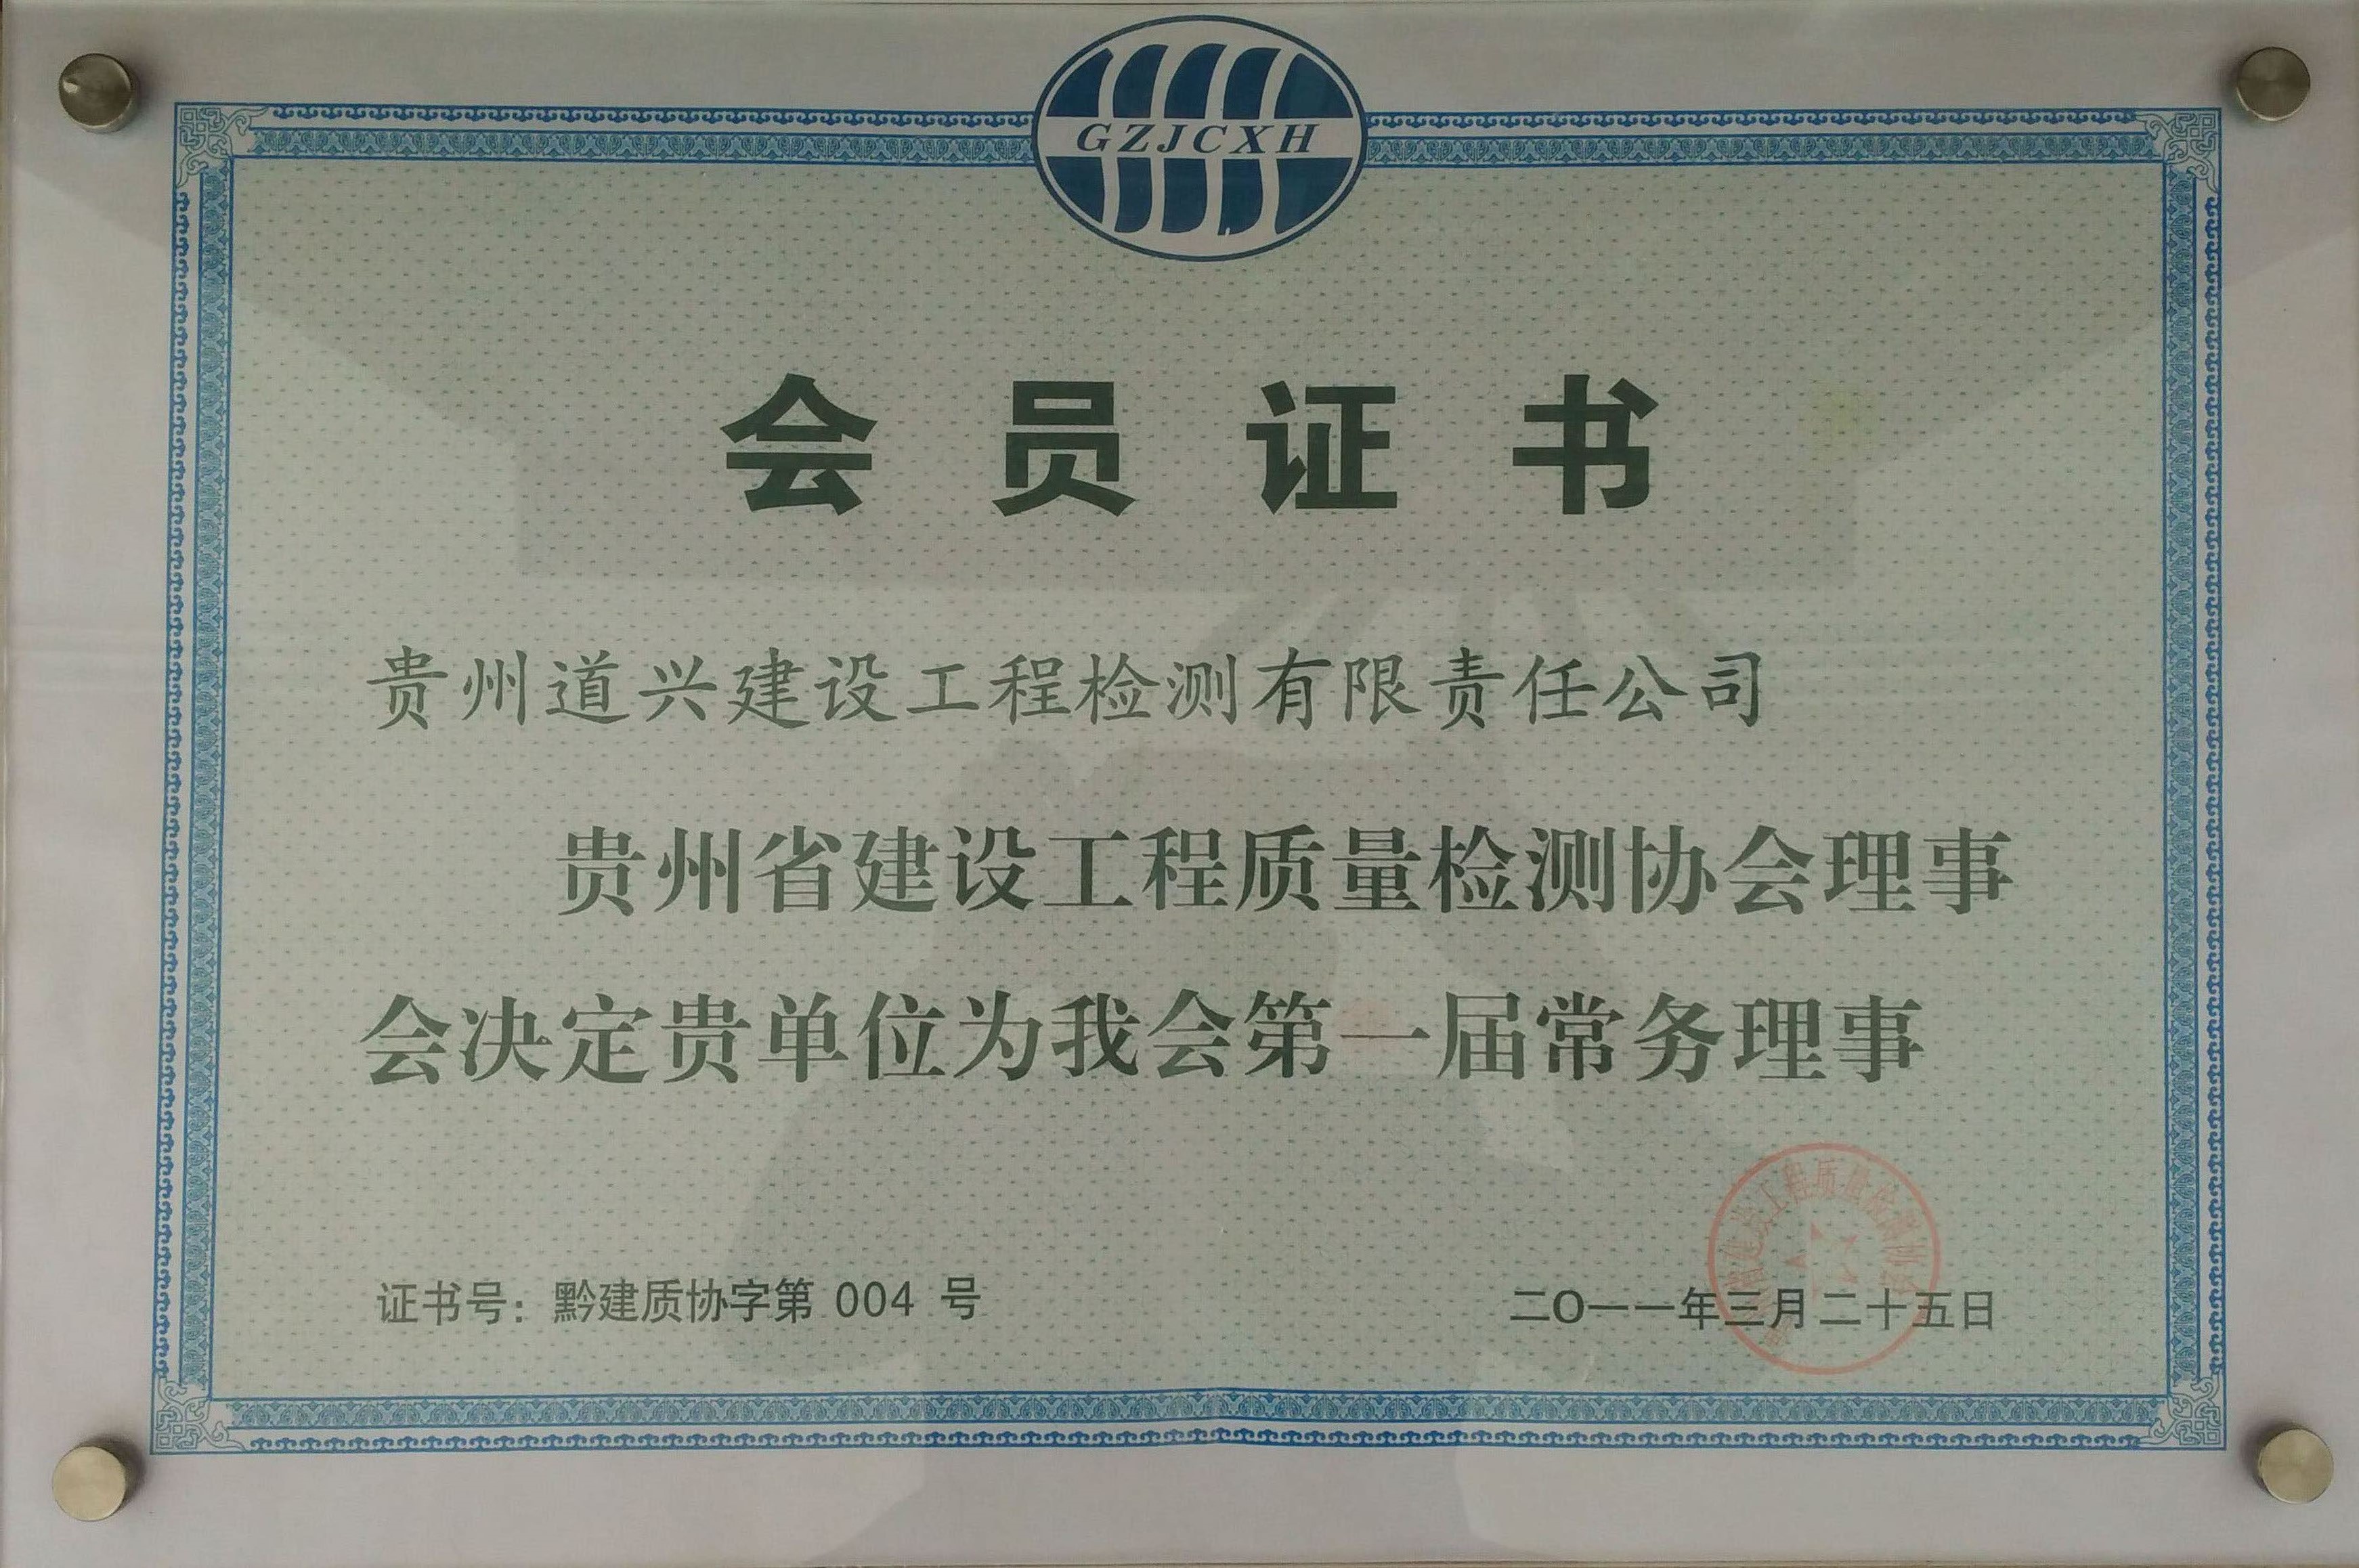 GZJCXH
会员证书
贵州道兴建设工程检测有限责任公司
贵州省建设工程质量检测协会理事
会决定贵单位为我会第一届常务理事
证书号：黔建质协字第 004 号
二〇一一年三月二十五日